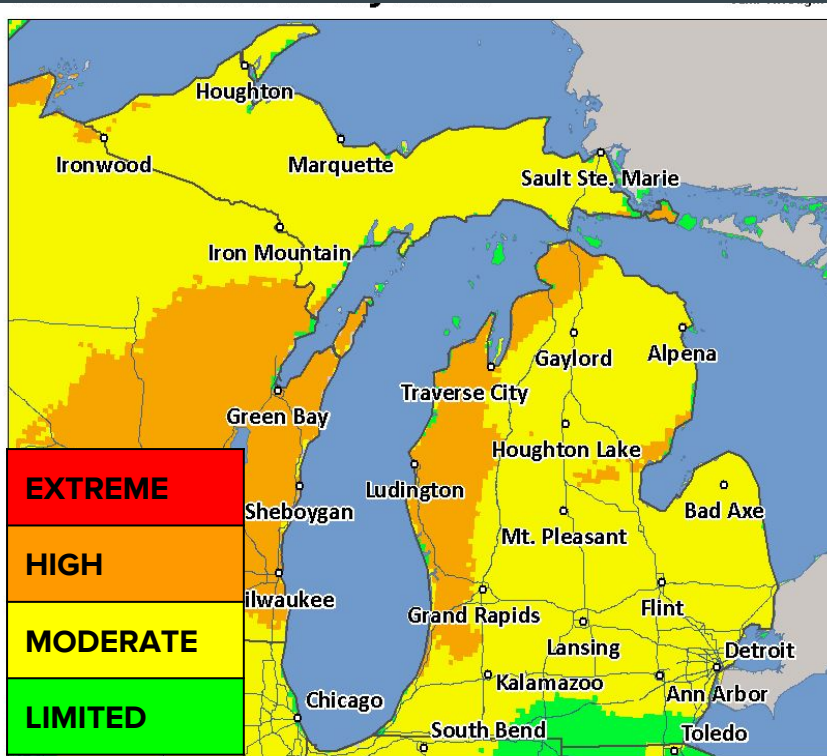 Houghton
Ironwood
Marquette
Sault Ste. Marie
Iron Mountain
Gaylord
Alpena
Traverse City
Green Bay
Houghton Lake
EXTREME
Ludington
Sheboygan
Bad Axe
Mt. Pleasant
HIGH
ilwaukee
Grand Rapids
Flint
MODERATE
Lansing
Detroit
Kalamazoo
Ann Arbor
Chicago
LIMITED
South Bend
Toledo